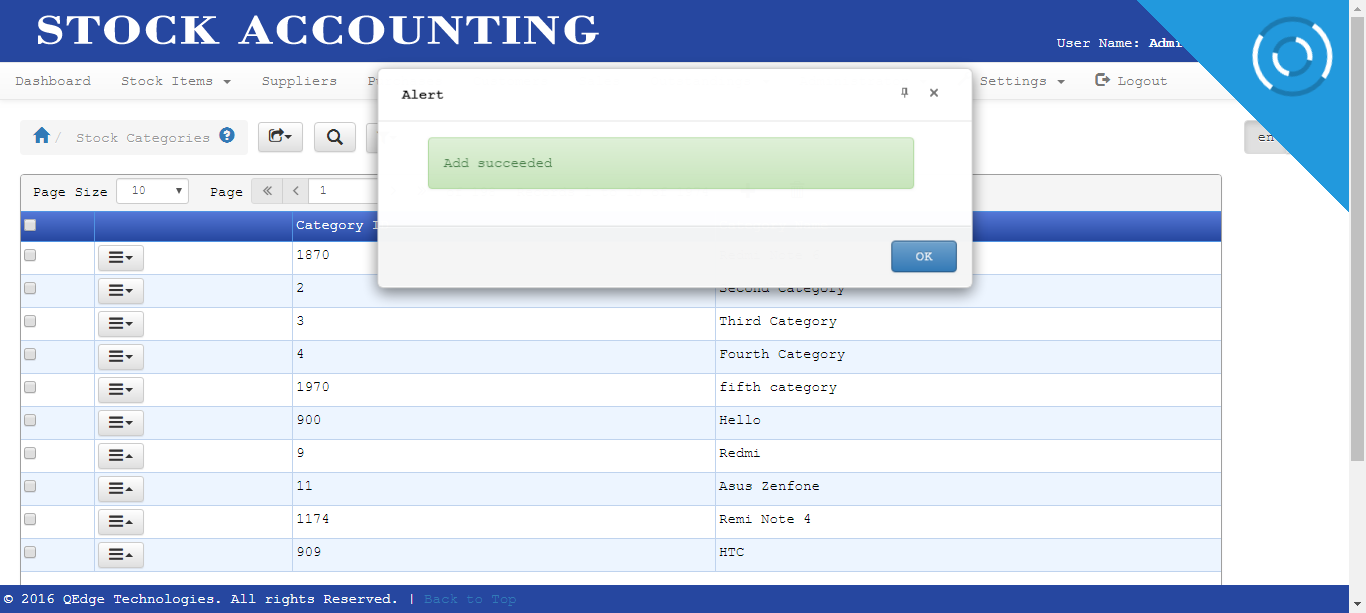 STOCK ACCOUNTING
User Name:
Dashboard Stock Items Suppliers Settings Logout
Alert
Stock Categories
Add succeeded
Page Size 10 Page 1
Category
OK
1870
2 Second Category
3 Third Category
4 Fourth Category
1970 fifth category
900 Hello
9 Redmi
11 Asus Zenfone
1174 Remi Note 4
909 HTC
© 2016 QEdge Technologies. All rights Reserved. | Back to Top